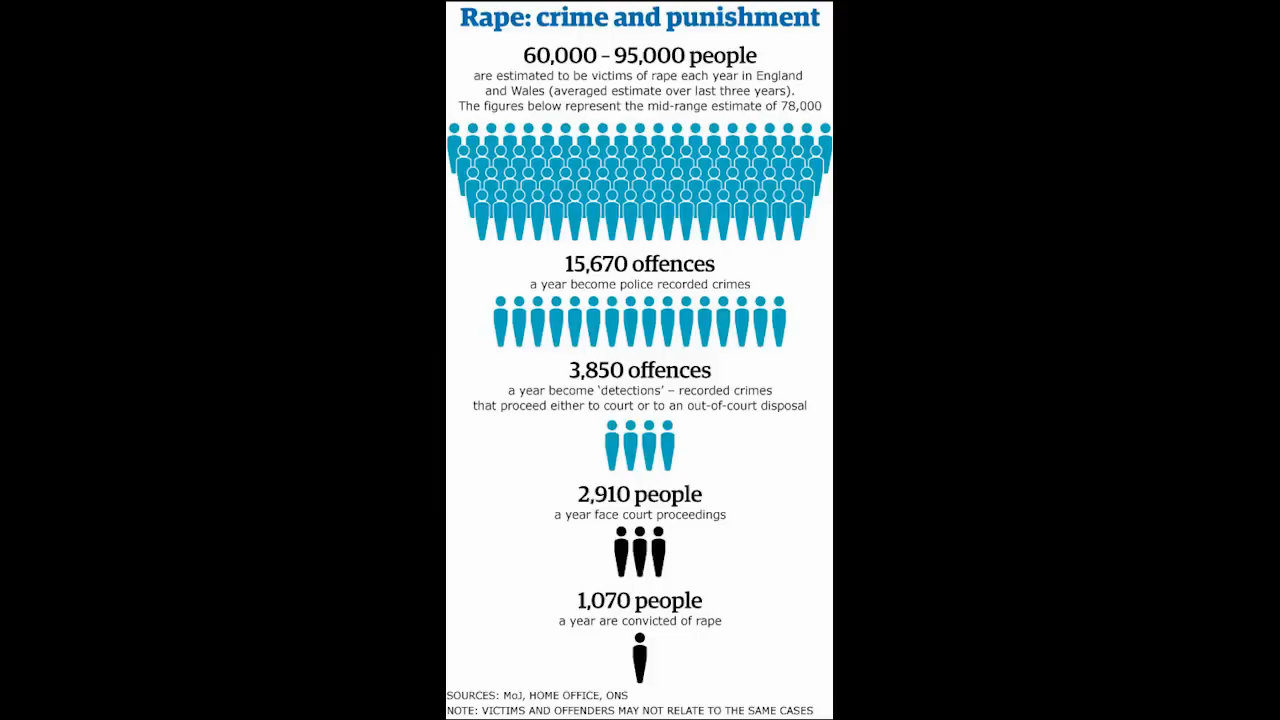 Rape: crime and punishment
60,000 – 95,000 people
are estimated to be victims of rape each year in England
and Wales (averaged estimate over last three years).
The figures below represent the mid-range estimate of 78,000
15,670 offences
a year become police recorded crimes
3,850 offences
a year become ‘detections’ – recorded crimes
that proceed either to court or to an out-of-court disposal
2,910 people
a year face court proceedings
1,070 people
a year are convicted of rape
SOURCES: MoJ, HOME OFFICE, ONS
NOTE: VICTIMS AND OFFENDERS MAY NOT RELATE TO THE SAME CASES